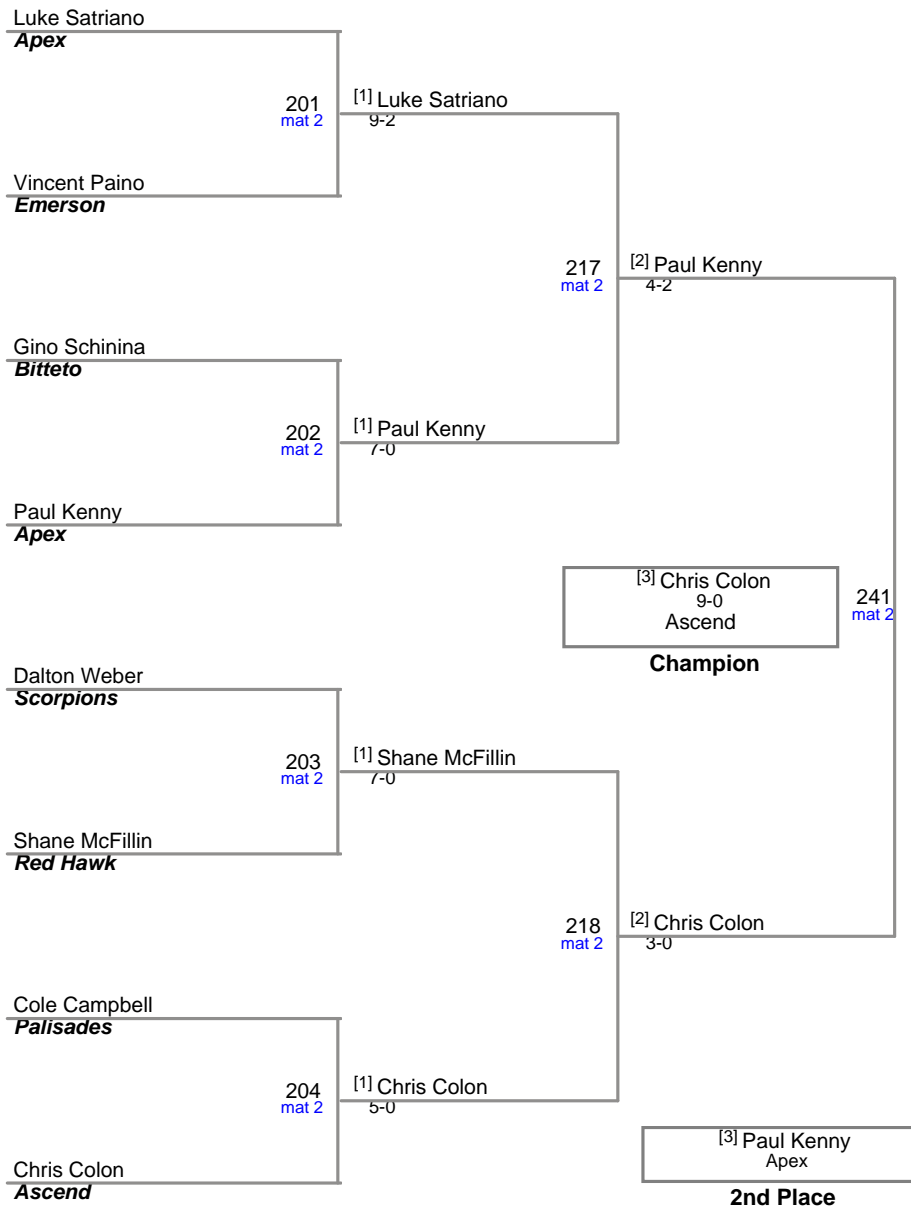 Luke Satriano
Apex
201
mat 2
[1] Luke Satriano
9-2
Vincent Paino
Emerson
217
mat 2
[2] Paul Kenny
4-2
Gino Schinina
Bitteto
202
mat 2
[1] Paul Kenny
7-0
Paul Kenny
Apex
[3] Chris Colon
9-0
Ascend
Champion
241
mat 2
Dalton Weber
Scorpions
203
mat 2
[1] Shane McFillin
7-0
Shane McFillin
Red Hawk
218
mat 2
[2] Chris Colon
3-0
Cole Campbell
Palisades
204
mat 2
[1] Chris Colon
5-0
Chris Colon
Ascend
[3] Paul Kenny
Apex
2nd Place